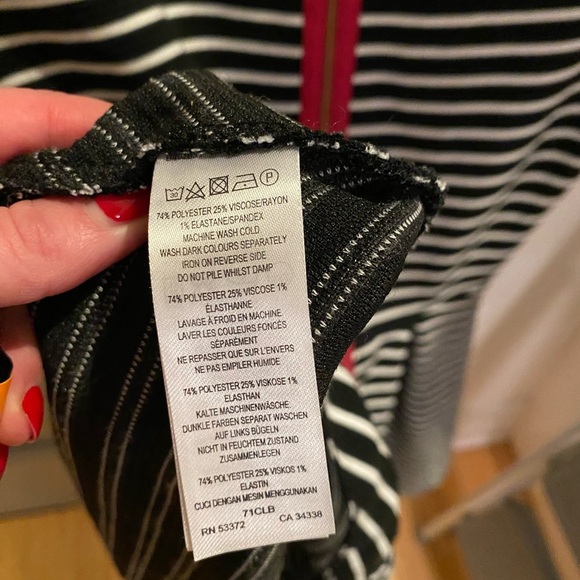 30 P
74% POLYESTER 25% VISCOSE/RAYON
1% ELASTANE/SPANDEX
MACHINE WASH COLD
WASH DARK COLOURS SEPARATELY
IRON ON REVERSE SIDE
DO NOT PILE WHILST DAMP
74% POLYESTER 25% VISCOSE 1%
ÉLASTHANNE
LAVAGE À FROID EN MACHINE
LAVER LES COULEURS FONCÉS
SÉPARÉMENT
NE REPASSER QUE SUR L'ENVERS
NE PAS EMPILER HUMIDE
74% POLYESTER 25% VISKOSE 1%
ELASTHAN
KALTE MASCHINENWÄSCHE.
DUNKLE FARBEN SEPARAT WASCHEN
AUF LINKS BÜGELN
NICHT IN FEUCHTEM ZUSTAND
ZUSAMMENLEGEN
74% POLYESTER 25% VISKOS 1%
ELASTIN
CUCI DENGAN MESIN MENGGUNAKAN
71CLB
RN 53372 CA 34338